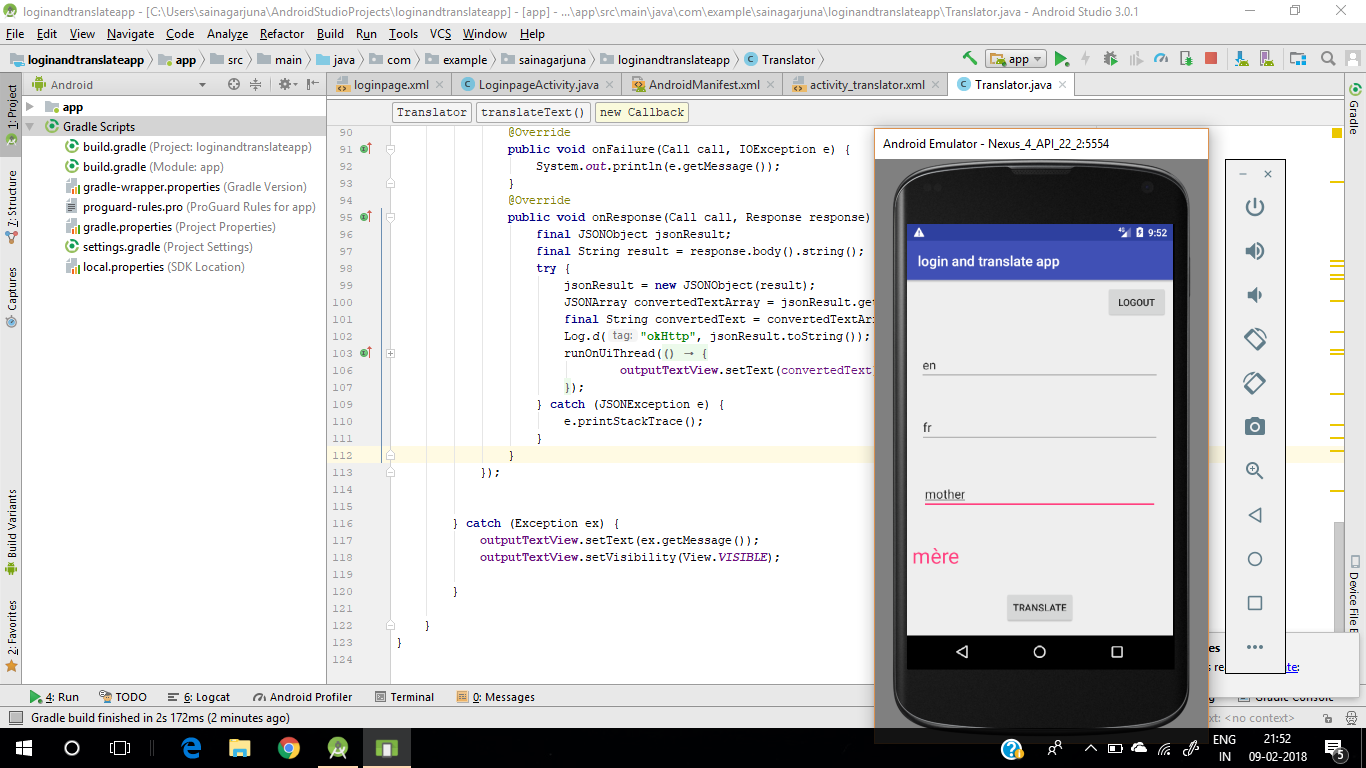 loginandtranslateapp - [C:\Users\sainagarjuna\AndroidStudioProjects\loginandtranslateapp] - [app] - ...\app\src\main\java\com\example\sainagarjuna\loginandtranslateapp\Translator.java - Android Studio 3.0.1
File Edit View Navigate Code Analyze Refactor Build Run Tools VCS Window Help
loginandtranslateapp app src main java com example sainagarjuna loginandtranslateapp Translator app
Android loginpage.xml LoginpageActivity.java AndroidManifest.xml activity_translator.xml Translator.java
Translator translateText() new Callback
1: Project
7: Structure
Captures
Build Variants
2: Favorites
app
Gradle Scripts
build.gradle (Project: loginandtranslateapp)
build.gradle (Module: app)
gradle-wrapper.properties (Gradle Version)
proguard-rules.pro (ProGuard Rules for app)
gradle.properties (Project Properties)
settings.gradle (Project Settings)
local.properties (SDK Location)
90 @Override
91 public void onFailure(Call call, IOException e) {
92 System.out.println(e.getMessage());
93 }
94 @Override
95 public void onResponse(Call call, Response response)
96 final JSONObject jsonResult;
97 final String result = response.body().string();
98 try {
99 jsonResult = new JSONObject(result);
100 JSONArray convertedTextArray = jsonResult.ge
101 final String convertedText = convertedTextAr
102 Log.d( tag: "okHttp", jsonResult.toString());
103 runOnUiThread(() → {
106 outputTextView.setText(convertedText
107 });
109 } catch (JSONException e) {
110 e.printStackTrace();
111 }
112 }
113 });
114
115
116 } catch (Exception ex) {
117 outputTextView.setText(ex.getMessage());
118 outputTextView.setVisibility(View.VISIBLE);
119
120 }
121
122 }
123 }
124
Android Emulator - Nexus_4_API_22_2:5554
9:52
login and translate app
LOGOUT
en
fr
mother
mère
TRANSLATE
Gradle
Device File E
te:
4: Run TODO 6: Logcat Android Profiler Terminal 0: Messages Gradle Console
Gradle build finished in 2s 172ms (2 minutes ago)
xt: <no context>
ENG
IN
21:52
09-02-2018
5